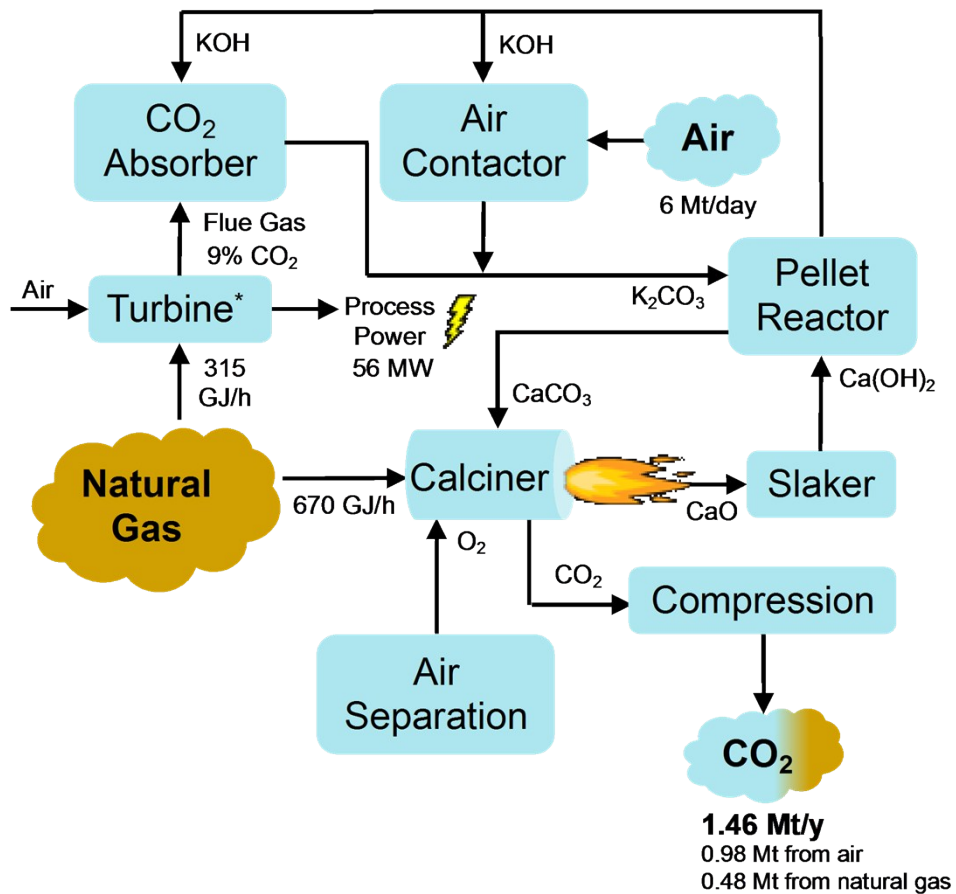 KOH
KOH
CO₂
Absorber
Air
Contactor
Air
6 Mt/day
Flue Gas
9% CO₂
Air
Turbine*
Process
Power
56 MW
K₂CO₃
Pellet
Reactor
315
GJ/h
CaCO₃
Ca(OH)₂
Natural
Gas
670 GJ/h
Calciner
CaO
Slaker
O₂
CO₂
Compression
Air
Separation
CO₂
1.46 Mt/y
0.98 Mt from air
0.48 Mt from natural gas